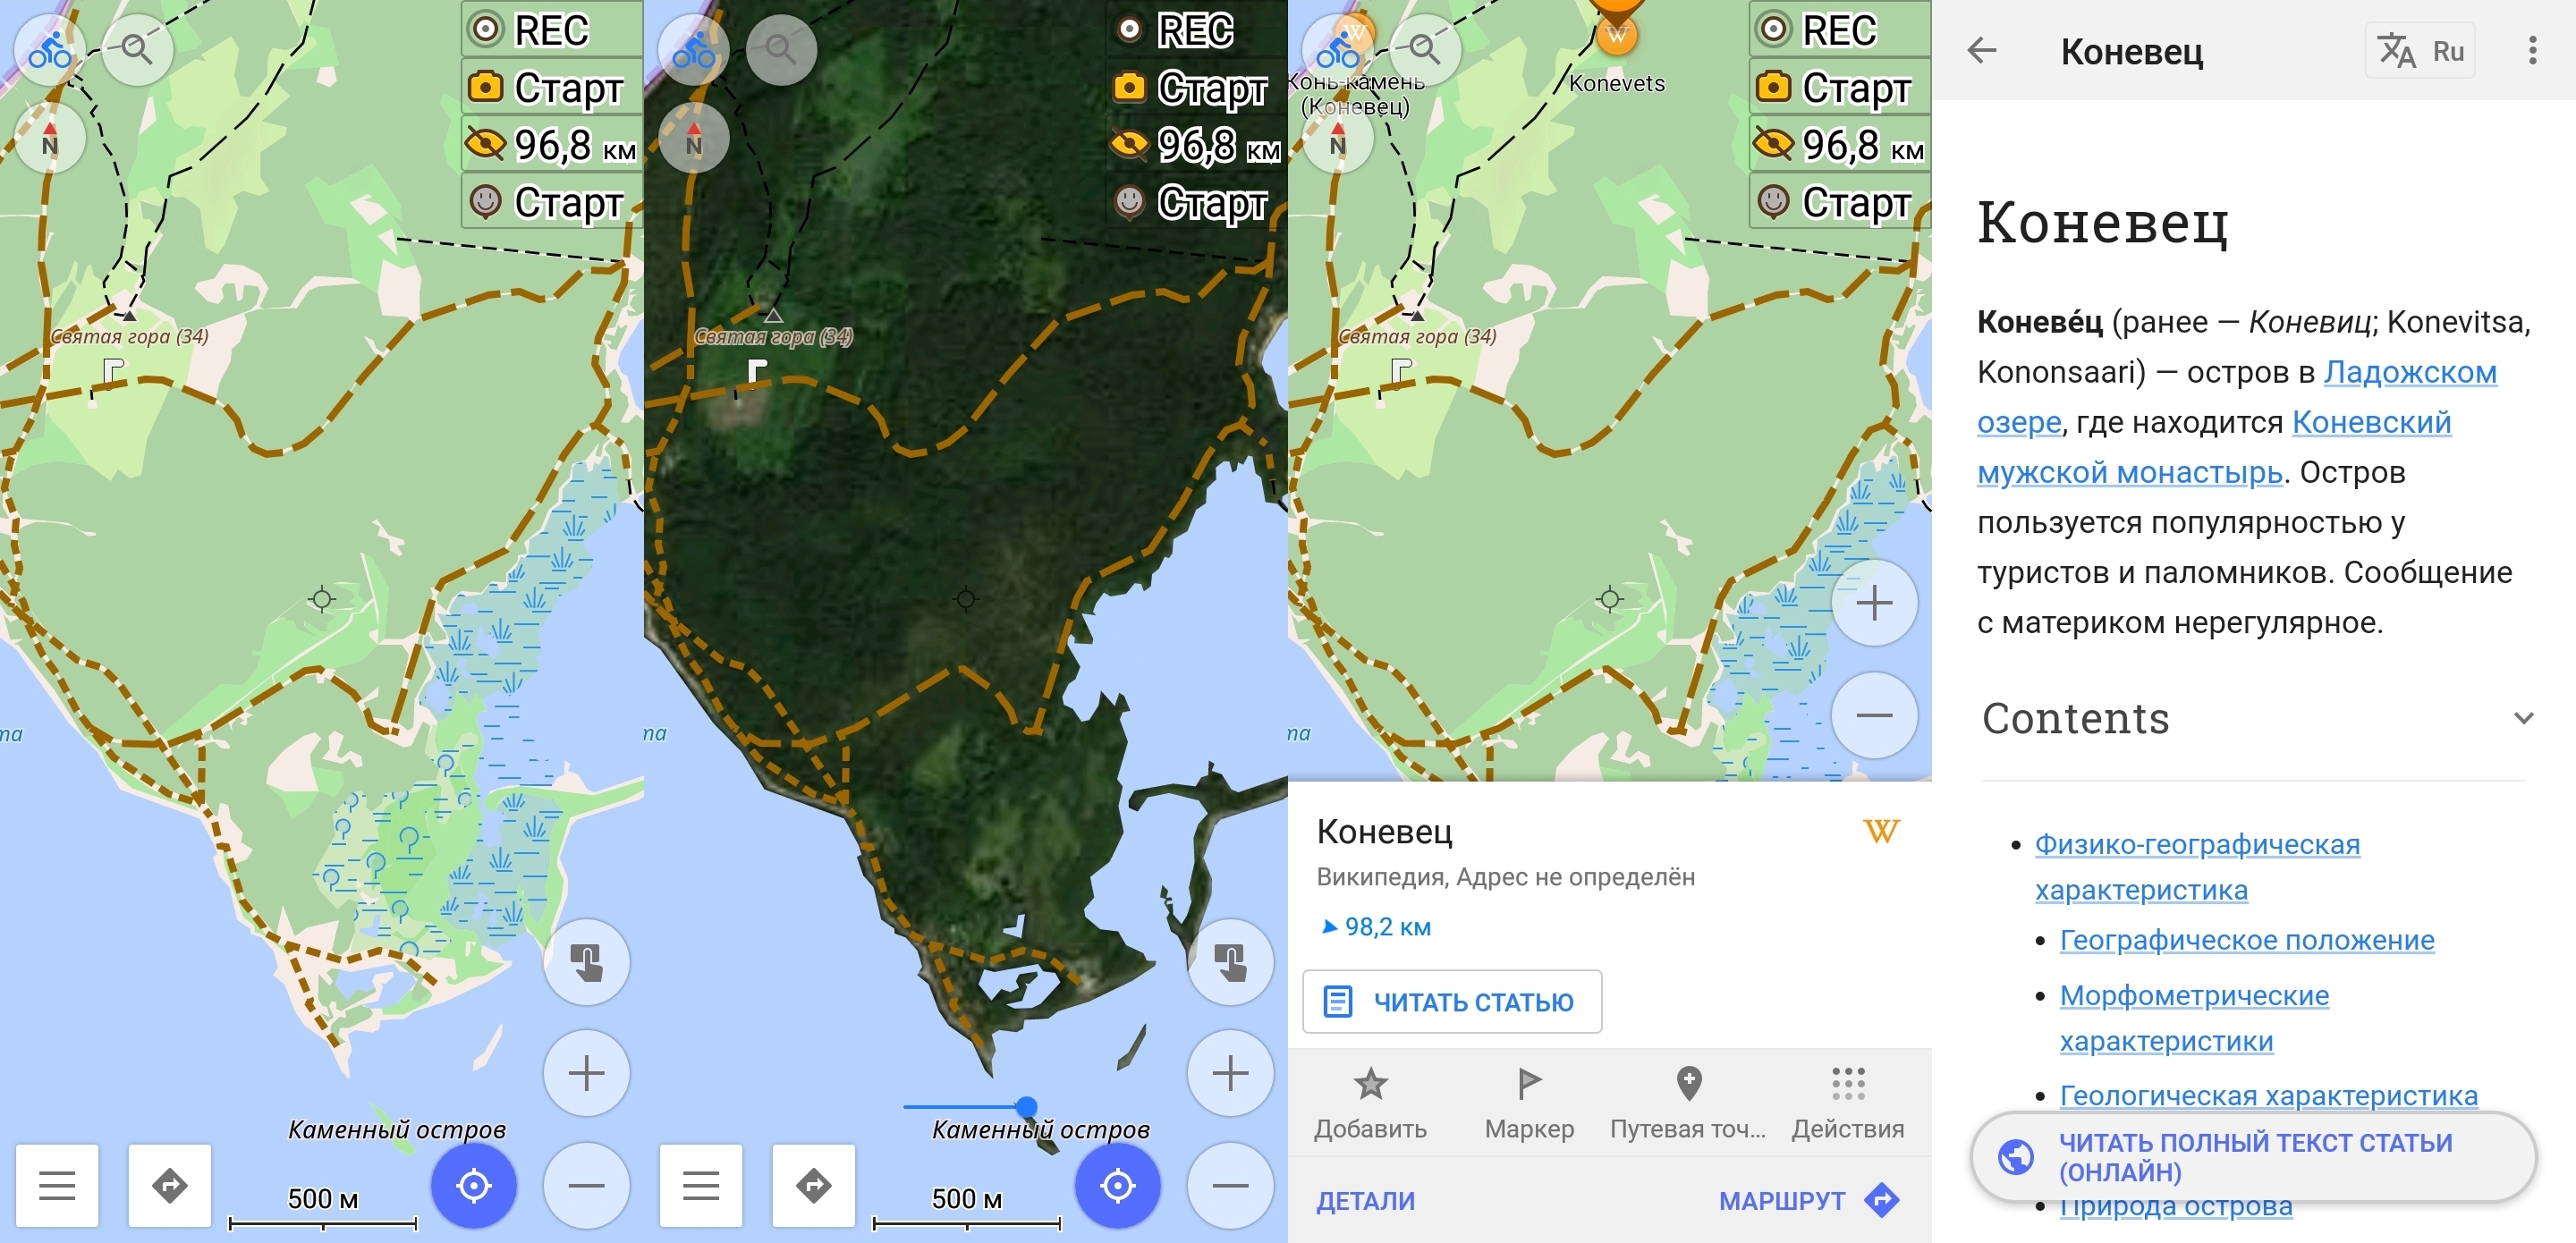 REC
Старт
96,8 км
Старт
N
Святая гора (34)
та
Каменный остров
500 м
REC
Старт
96,8 км
Старт
N
Святая гора (34)
та
Каменный остров
500 м
W
W
REC
Конь-камень
(Коневец)
Konevets
Старт
96,8 км
Старт
N
Святая гора (34)
та
Коневец
W
Википедия, Адрес не определён
98,2 км
ЧИТАТЬ СТАТЬЮ
Добавить
Маркер
Путевая точ...
Действия
ДЕТАЛИ
МАРШРУТ
Коневец
Ru
Коневец
Коневе́ц (ранее — Коневиц; Konevitsa,
Kononsaari) — остров в Ладожском
озере, где находится Коневский
мужской монастырь. Остров
пользуется популярностью у
туристов и паломников. Сообщение
с материком нерегулярное.
Contents
Физико-географическая
характеристика
Географическое положение
Морфометрические
характеристики
Геологическая характеристика
ЧИТАТЬ ПОЛНЫЙ ТЕКСТ СТАТЬИ
(ОНЛАЙН)
Природа острова